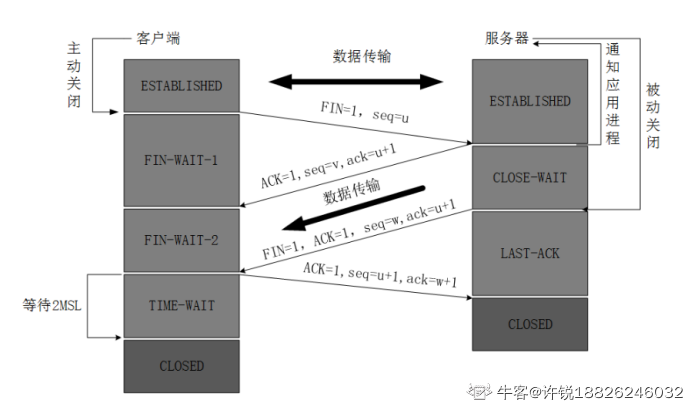 客户端
服务器
主动关闭
数据传输
通知应用进程
被动关闭
ESTABLISHED
ESTABLISHED
FIN=1, seq=u
FIN-WAIT-1
ACK=1,seq=v,ack=u+1
CLOSE-WAIT
数据传输
FIN-WAIT-2
FIN=1, ACK=1, seq=w,ack=u+1
LAST-ACK
ACK=1,seq=u+1,ack=w+1
等待2MSL
TIME-WAIT
CLOSED
CLOSED
牛客@许锐18826246032